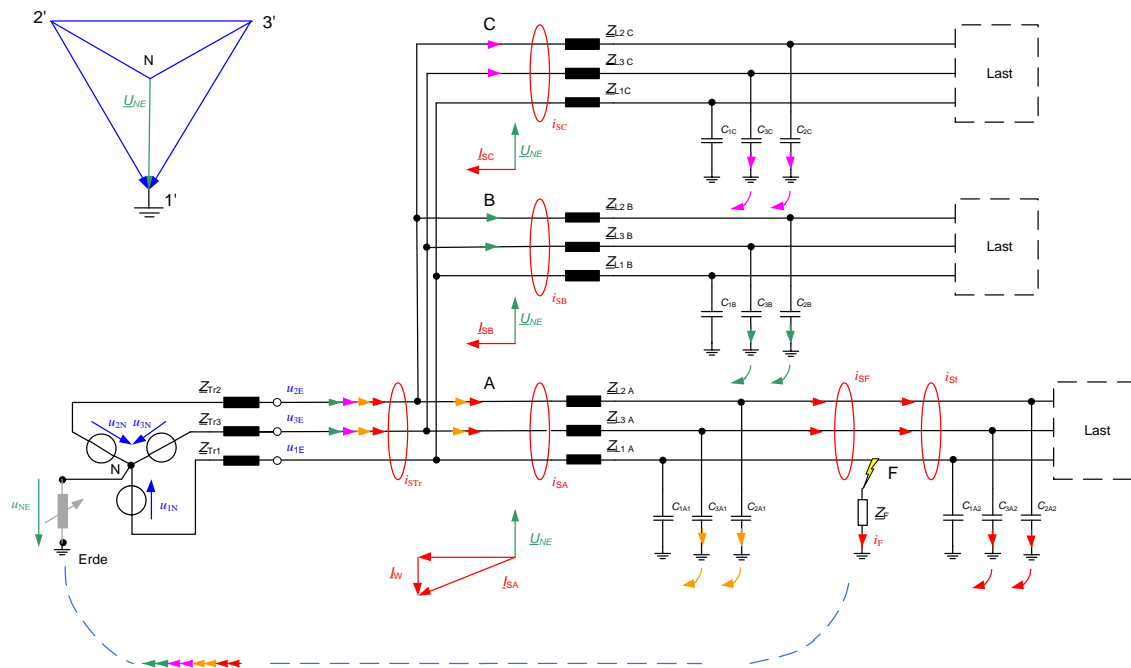 2'
3'
N
U_NE
1'
C
Z_L2 C
Z_L3 C
Z_L1C
Last
i_SC
C_1C
C_3C
C_2C
I_SC
U_NE
B
Z_L2 B
Z_L3 B
Z_L1 B
Last
i_SB
C_1B
C_3B
C_2B
I_SB
U_NE
A
Z_Tr2
u_2E
Z_L2 A
i_SF
i_Sf
u_2N
u_3N
Z_Tr3
u_3E
Z_L3 A
Last
N
Z_Tr1
u_1E
Z_L1 A
F
i_STr
i_SA
u_NE
u_1N
C_1A1
C_3A1
C_2A1
Z_F
C_1A2
C_3A2
C_2A2
i_F
Erde
U_NE
I_W
I_SA